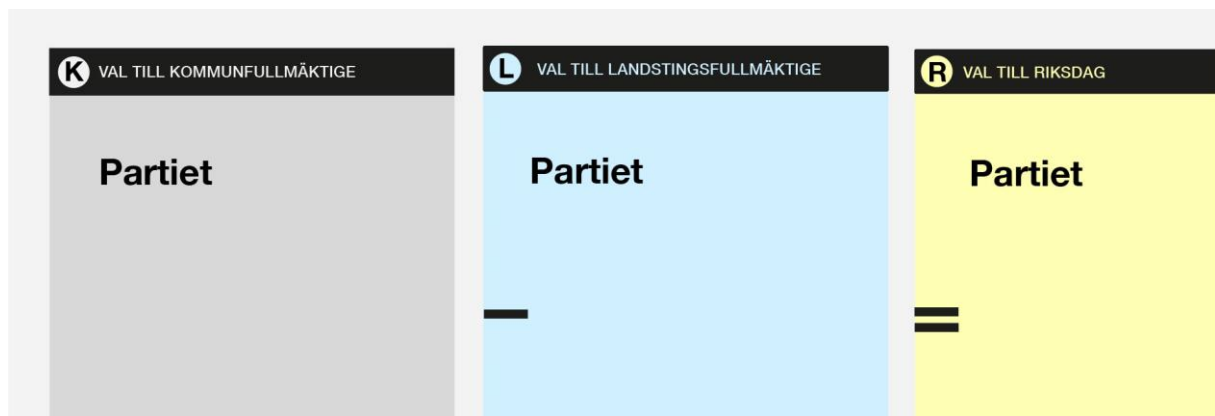 K VAL TILL KOMMUNFULLMÄKTIGE
Partiet
L VAL TILL LANDSTINGSFULLMÄKTIGE
Partiet
R VAL TILL RIKSDAG
Partiet